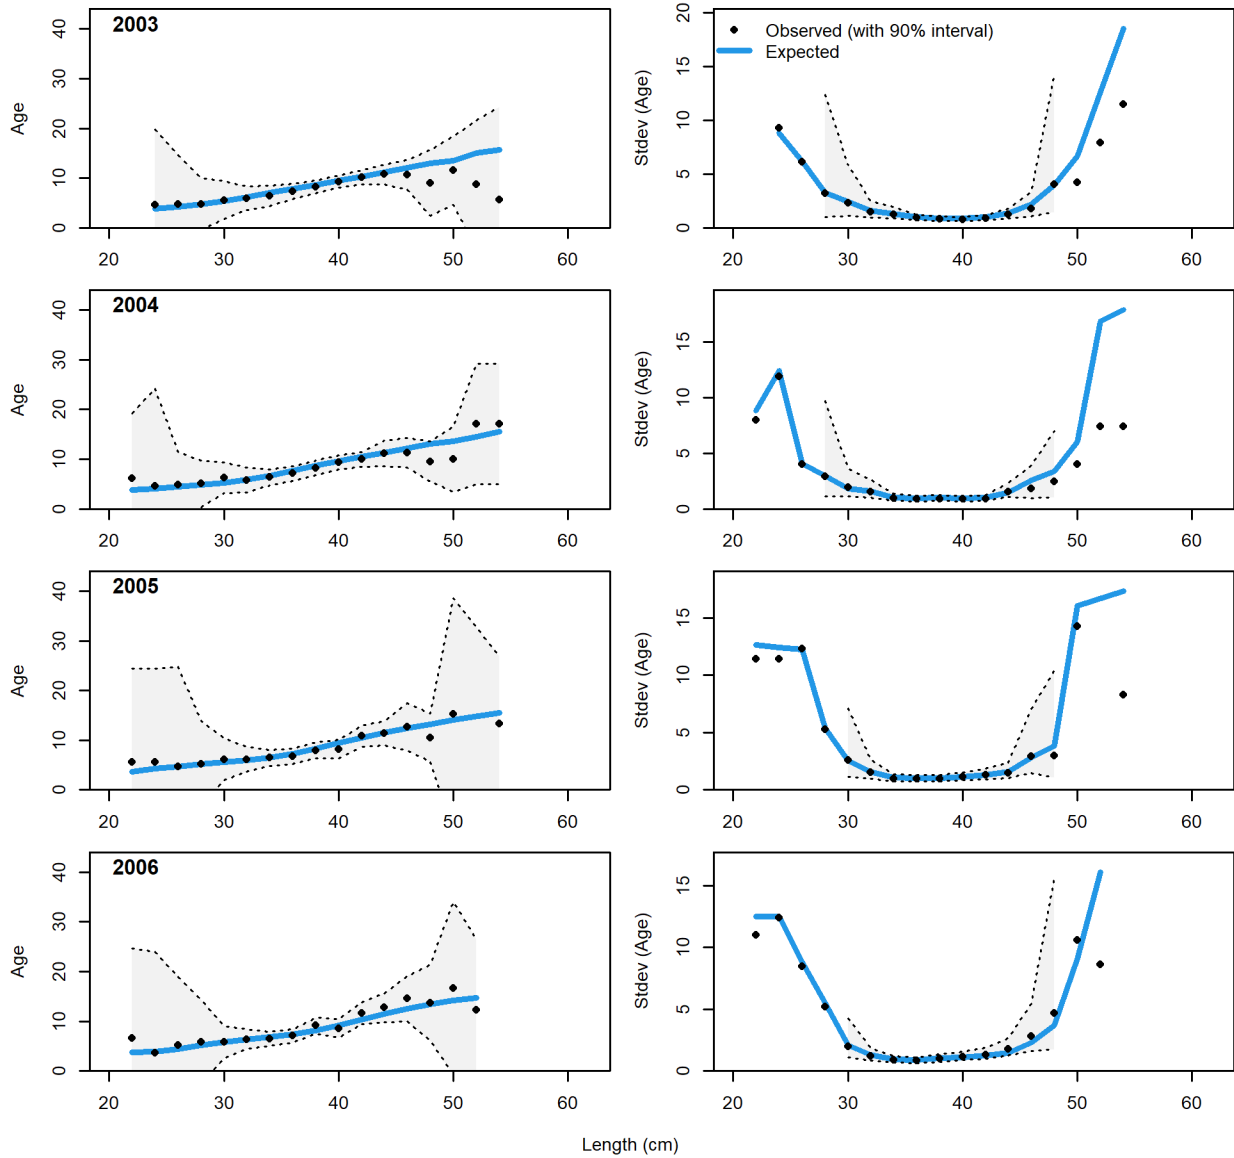 2003
Age
0 10 20 30 40
20 30 40 50 60
Stdev (Age)
0 5 10 15 20
Observed (with 90% interval)
Expected
20 30 40 50 60
2004
Age
0 10 20 30 40
20 30 40 50 60
Stdev (Age)
0 5 10 15
20 30 40 50 60
2005
Age
0 10 20 30 40
20 30 40 50 60
Stdev (Age)
0 5 10 15
20 30 40 50 60
2006
Age
0 10 20 30 40
20 30 40 50 60
Stdev (Age)
0 5 10 15
20 30 40 50 60
Length (cm)